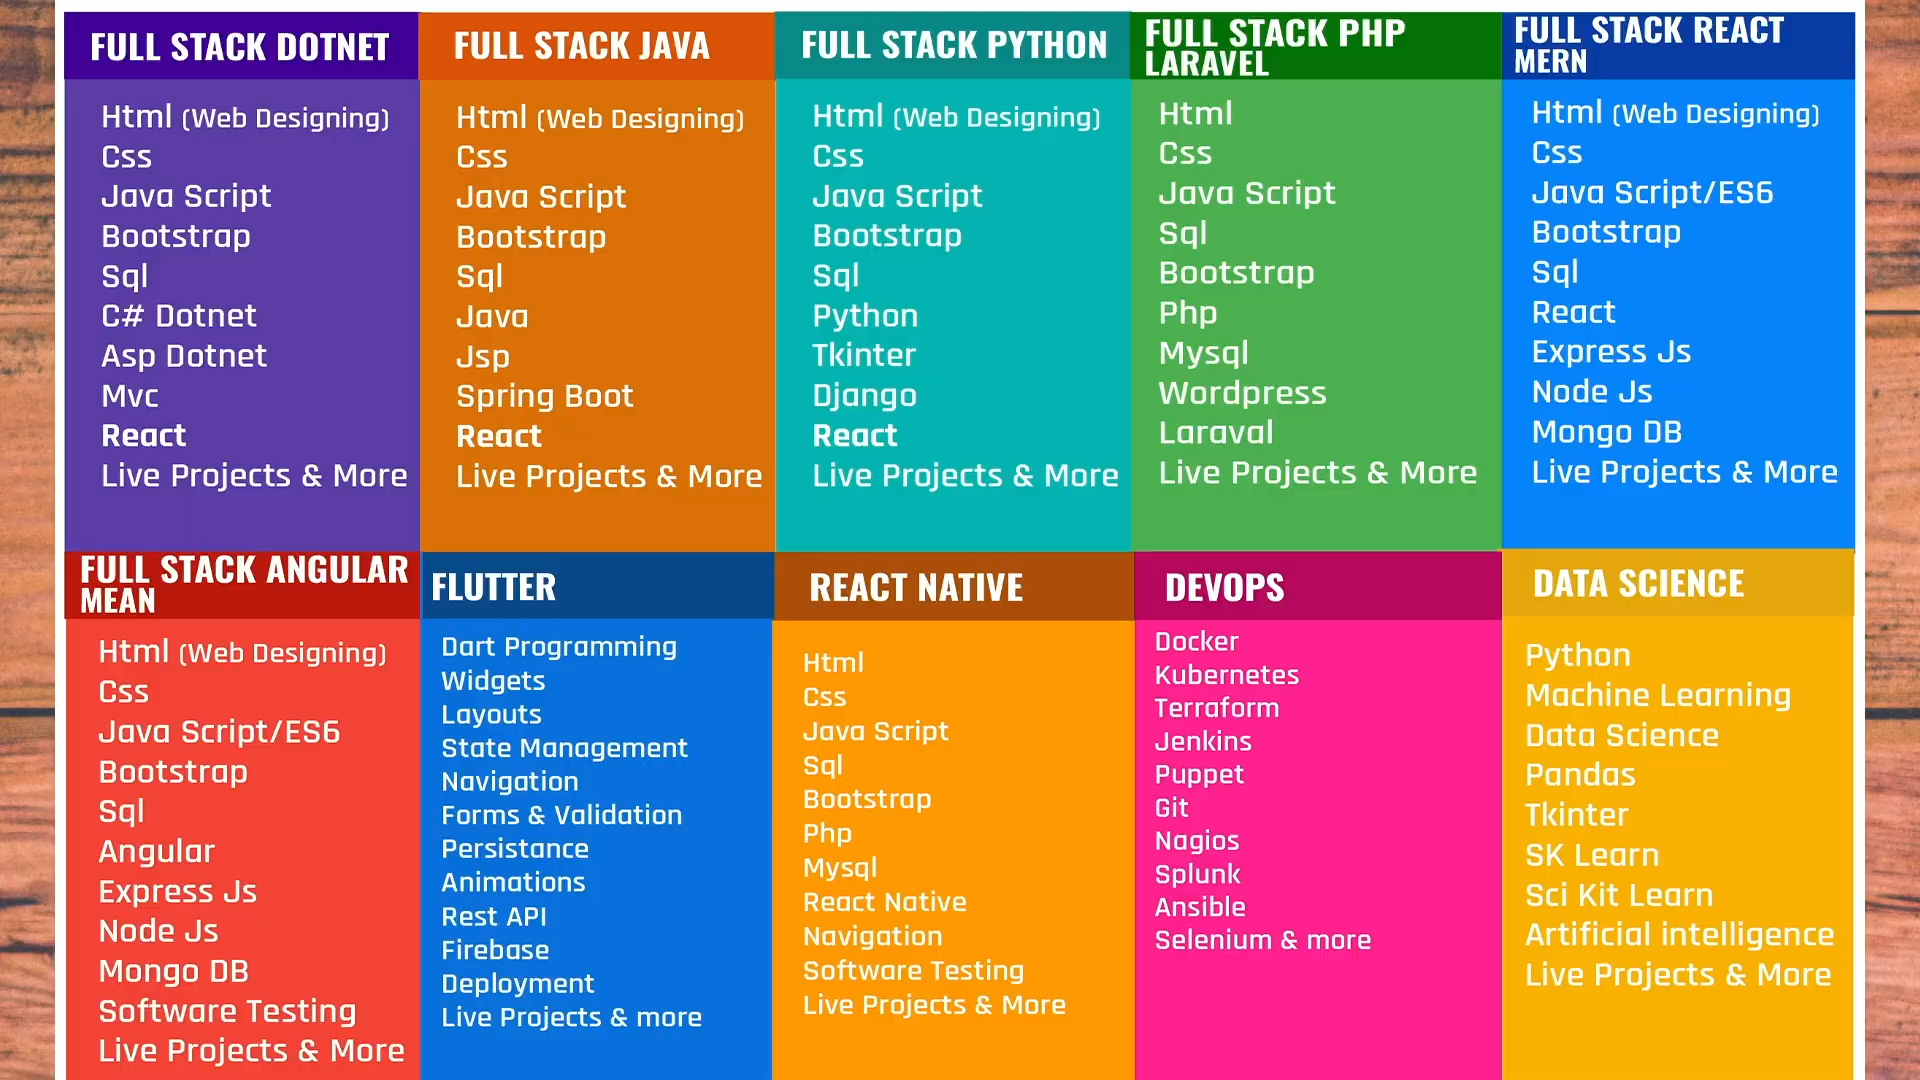 FULL STACK DOTNET
Html (Web Designing)
Css
Java Script
Bootstrap
Sql
C# Dotnet
Asp Dotnet
Mvc
React
Live Projects & More
FULL STACK JAVA
Html (Web Designing)
Css
Java Script
Bootstrap
Sql
Java
Jsp
Spring Boot
React
Live Projects & More
FULL STACK PYTHON
Html (Web Designing)
Css
Java Script
Bootstrap
Sql
Python
Tkinter
Django
React
Live Projects & More
FULL STACK PHP
LARAVEL
Html
Css
Java Script
Sql
Bootstrap
Php
Mysql
Wordpress
Laraval
Live Projects & More
FULL STACK REACT
MERN
Html (Web Designing)
Css
Java Script/ES6
Bootstrap
Sql
React
Express Js
Node Js
Mongo DB
Live Projects & More
FULL STACK ANGULAR
MEAN
Html (Web Designing)
Css
Java Script/ES6
Bootstrap
Sql
Angular
Express Js
Node Js
Mongo DB
Software Testing
Live Projects & More
FLUTTER
Dart Programming
Widgets
Layouts
State Management
Navigation
Forms & Validation
Persistance
Animations
Rest API
Firebase
Deployment
Live Projects & more
REACT NATIVE
Html
Css
Java Script
Sql
Bootstrap
Php
Mysql
React Native
Navigation
Software Testing
Live Projects & More
DEVOPS
Docker
Kubernetes
Terraform
Jenkins
Puppet
Git
Nagios
Splunk
Ansible
Selenium & more
DATA SCIENCE
Python
Machine Learning
Data Science
Pandas
Tkinter
SK Learn
Sci Kit Learn
Artificial intelligence
Live Projects & More